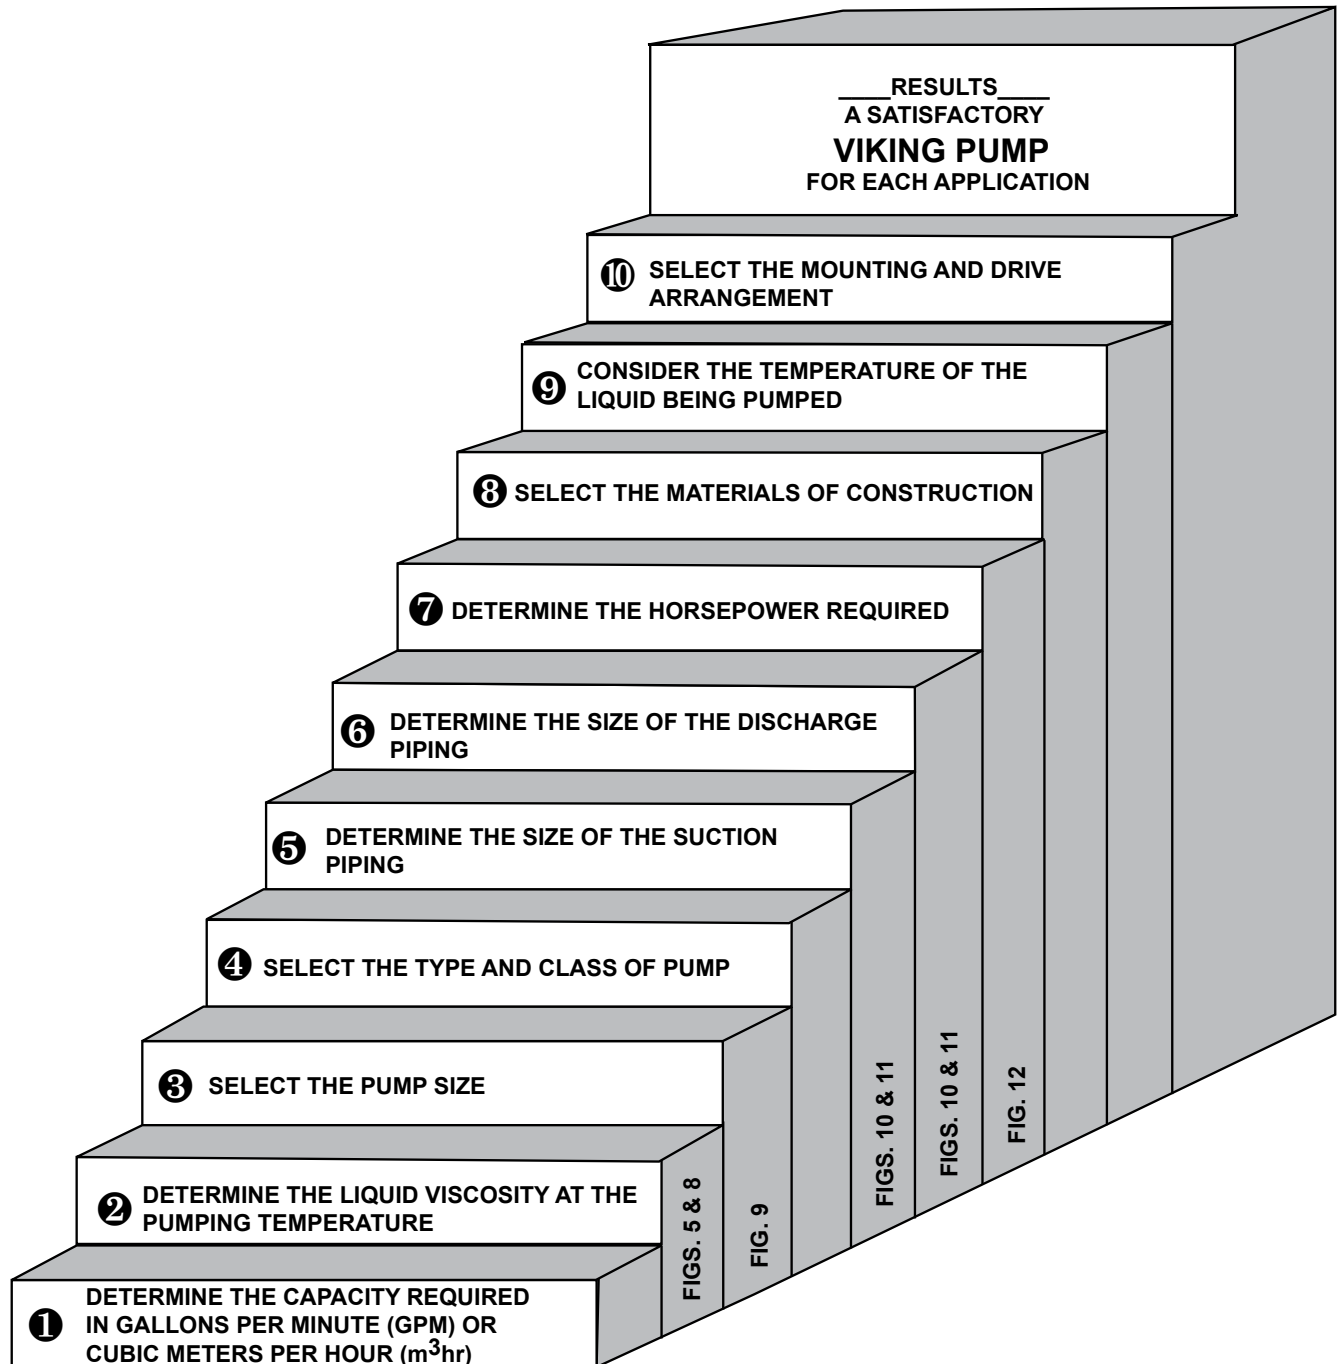 ____RESULTS____
A SATISFACTORY
VIKING PUMP
FOR EACH APPLICATION
❿ SELECT THE MOUNTING AND DRIVE
ARRANGEMENT
❾ CONSIDER THE TEMPERATURE OF THE
LIQUID BEING PUMPED
❽ SELECT THE MATERIALS OF CONSTRUCTION
❼ DETERMINE THE HORSEPOWER REQUIRED
❻ DETERMINE THE SIZE OF THE DISCHARGE
PIPING
❺ DETERMINE THE SIZE OF THE SUCTION
PIPING
❹ SELECT THE TYPE AND CLASS OF PUMP
❸ SELECT THE PUMP SIZE
❷ DETERMINE THE LIQUID VISCOSITY AT THE
PUMPING TEMPERATURE
❶ DETERMINE THE CAPACITY REQUIRED
IN GALLONS PER MINUTE (GPM) OR
CUBIC METERS PER HOUR (m³hr)
FIGS. 5 & 8
FIG. 9
FIGS. 10 & 11
FIGS. 10 & 11
FIG. 12